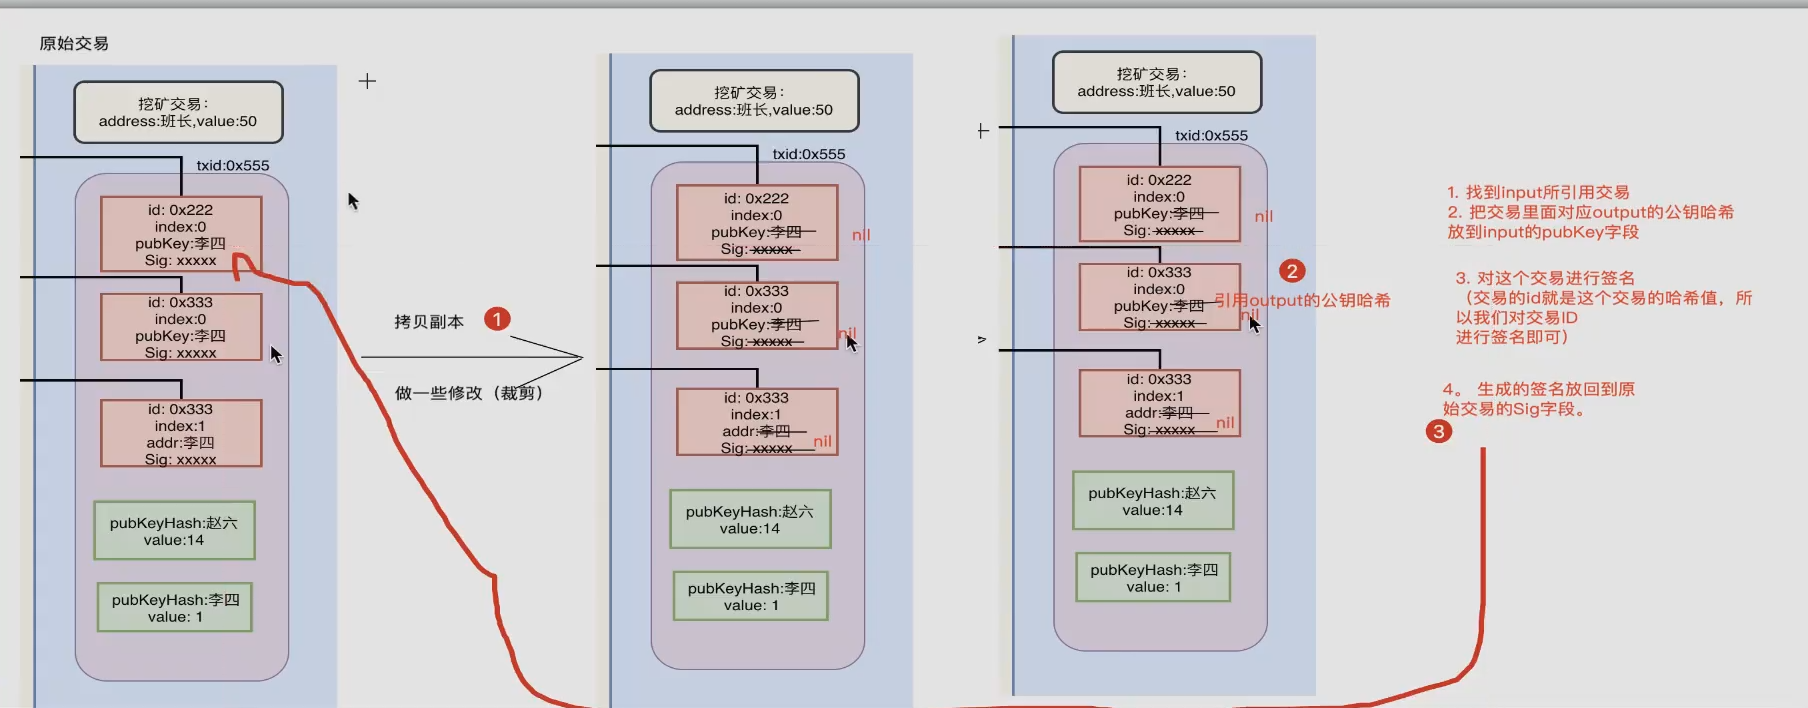 原始交易
挖矿交易：
address:班长,value:50
txid:0x555
id: 0x222
index:0
pubKey:李四
Sig: xxxxx
id: 0x333
index:0
pubKey:李四
Sig: xxxxx
id: 0x333
index:1
addr:李四
Sig: xxxxx
pubKeyHash:赵六
value:14
pubKeyHash:李四
value: 1
拷贝副本 1
做一些修改（裁剪）
挖矿交易：
address:班长,value:50
txid:0x555
id: 0x222
index:0
pubKey:李四
Sig: xxxxx
nil
id: 0x333
index:0
pubKey:李四
Sig: xxxxx
nil
id: 0x333
index:1
addr:李四
Sig: xxxxx
nil
pubKeyHash:赵六
value:14
pubKeyHash:李四
value: 1
挖矿交易：
address:班长,value:50
txid:0x555
id: 0x222
index:0
pubKey:李四
Sig: xxxxx
nil
id: 0x333
index:0
pubKey:李四
Sig: xxxxx
2
引用output的公钥哈希
nil
id: 0x333
index:1
addr:李四
Sig: xxxxx
nil
pubKeyHash:赵六
value:14
pubKeyHash:李四
value: 1
1. 找到input所引用交易
2. 把交易里面对应output的公钥哈希
放到input的pubKey字段
3. 对这个交易进行签名
（交易的id就是这个交易的哈希值，所
以我们对交易ID
进行签名即可）
4。 生成的签名放回到原
始交易的Sig字段。
3